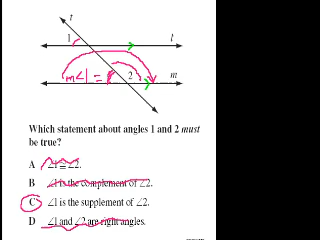 t
1 l
m∠1 = 2 m
Which statement about angles 1 and 2 must
be true?
A ∠1 ≅ ∠2.
B ∠1 is the complement of ∠2.
C ∠1 is the supplement of ∠2.
D ∠1 and ∠2 are right angles.